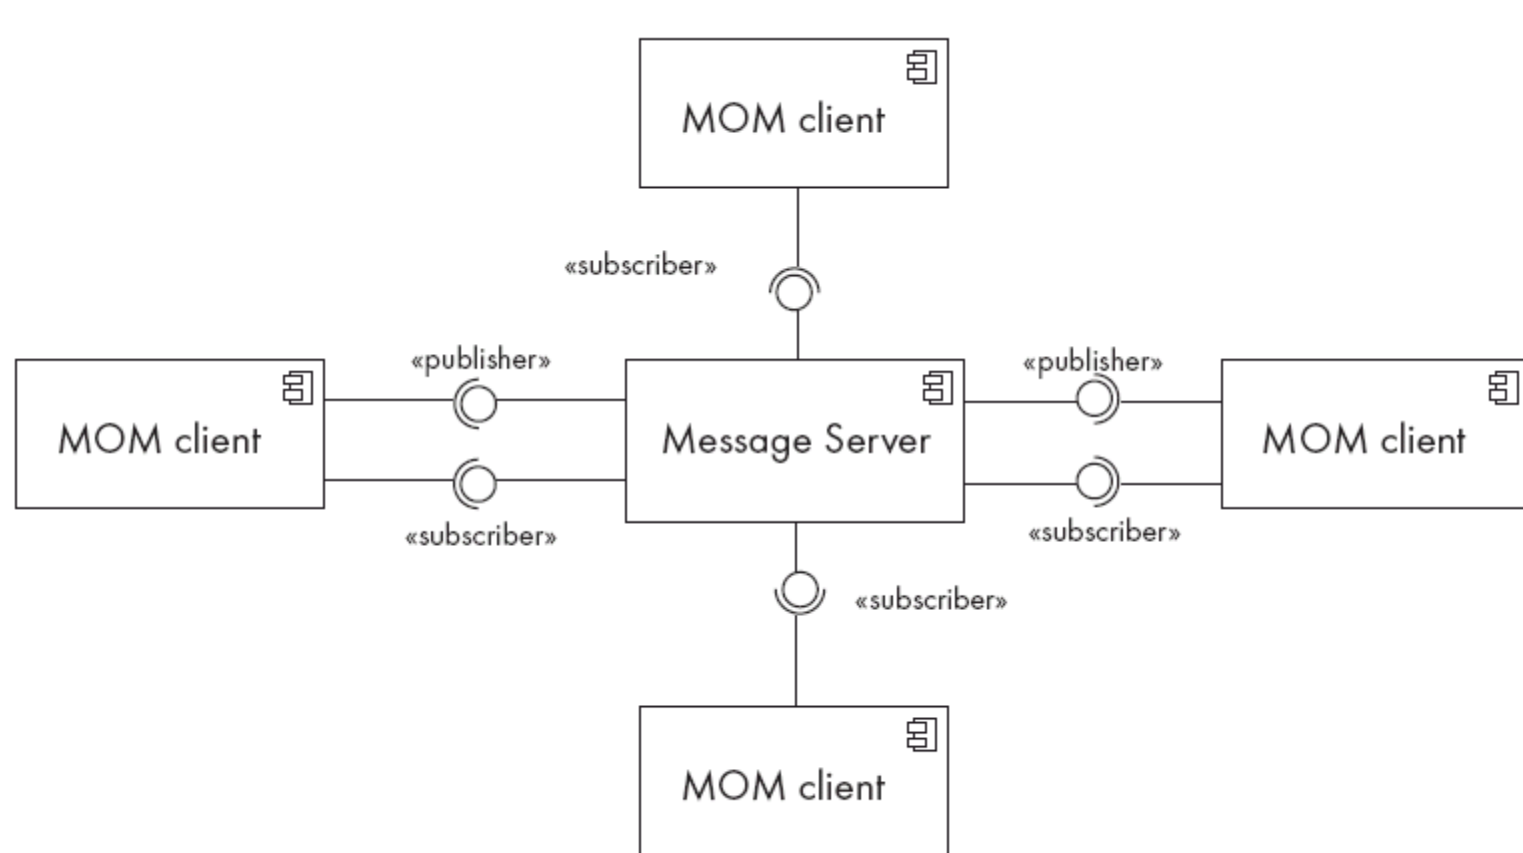 MOM client
«subscriber»
«publisher»
«publisher»
MOM client
Message Server
MOM client
«subscriber»
«subscriber»
«subscriber»
MOM client